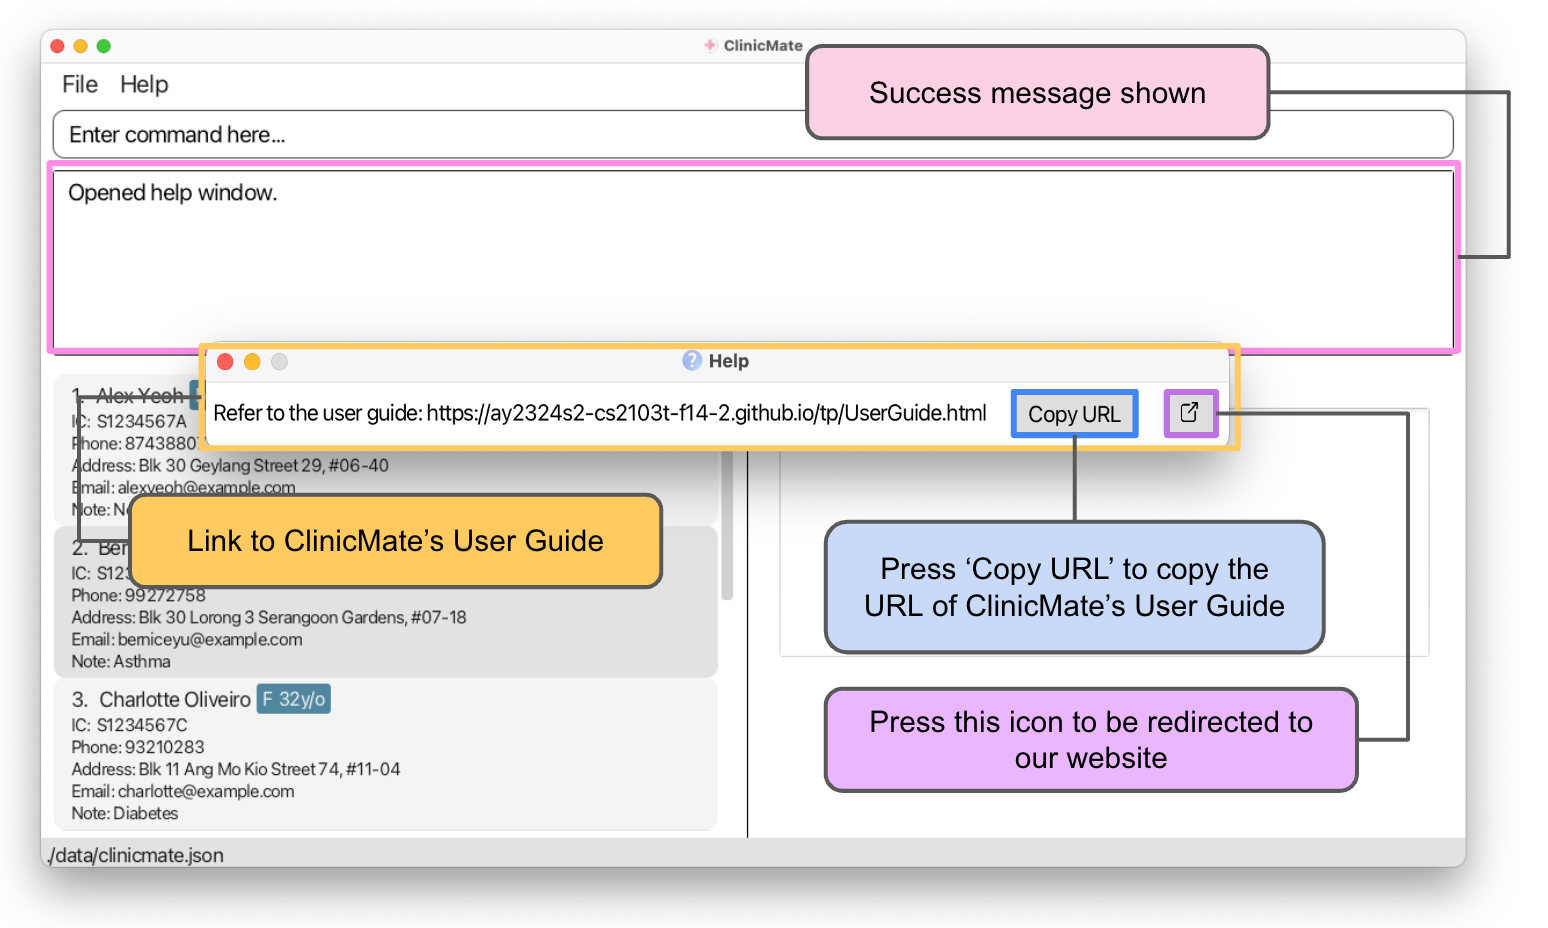 ClinicMate
File Help
Success message shown
Enter command here...
Opened help window.
Help
Refer to the user guide: https://ay2324s2-cs2103t-f14-2.github.io/tp/UserGuide.html
Copy URL
1. Alex Yeoh
IC: S1234567A
Phone: 8743880
Address: Blk 30 Geylang Street 29, #06-40
Email: alexyeoh@example.com
Note:
Link to ClinicMate’s User Guide
2.
IC:
Phone: 99272758
Address: Blk 30 Lorong 3 Serangoon Gardens, #07-18
Email: berniceyu@example.com
Note: Asthma
Press ‘Copy URL’ to copy the
URL of ClinicMate’s User Guide
3. Charlotte Oliveiro F 32y/o
IC: S1234567C
Phone: 93210283
Address: Blk 11 Ang Mo Kio Street 74, #11-04
Email: charlotte@example.com
Note: Diabetes
Press this icon to be redirected to
our website
./data/clinicmate.json